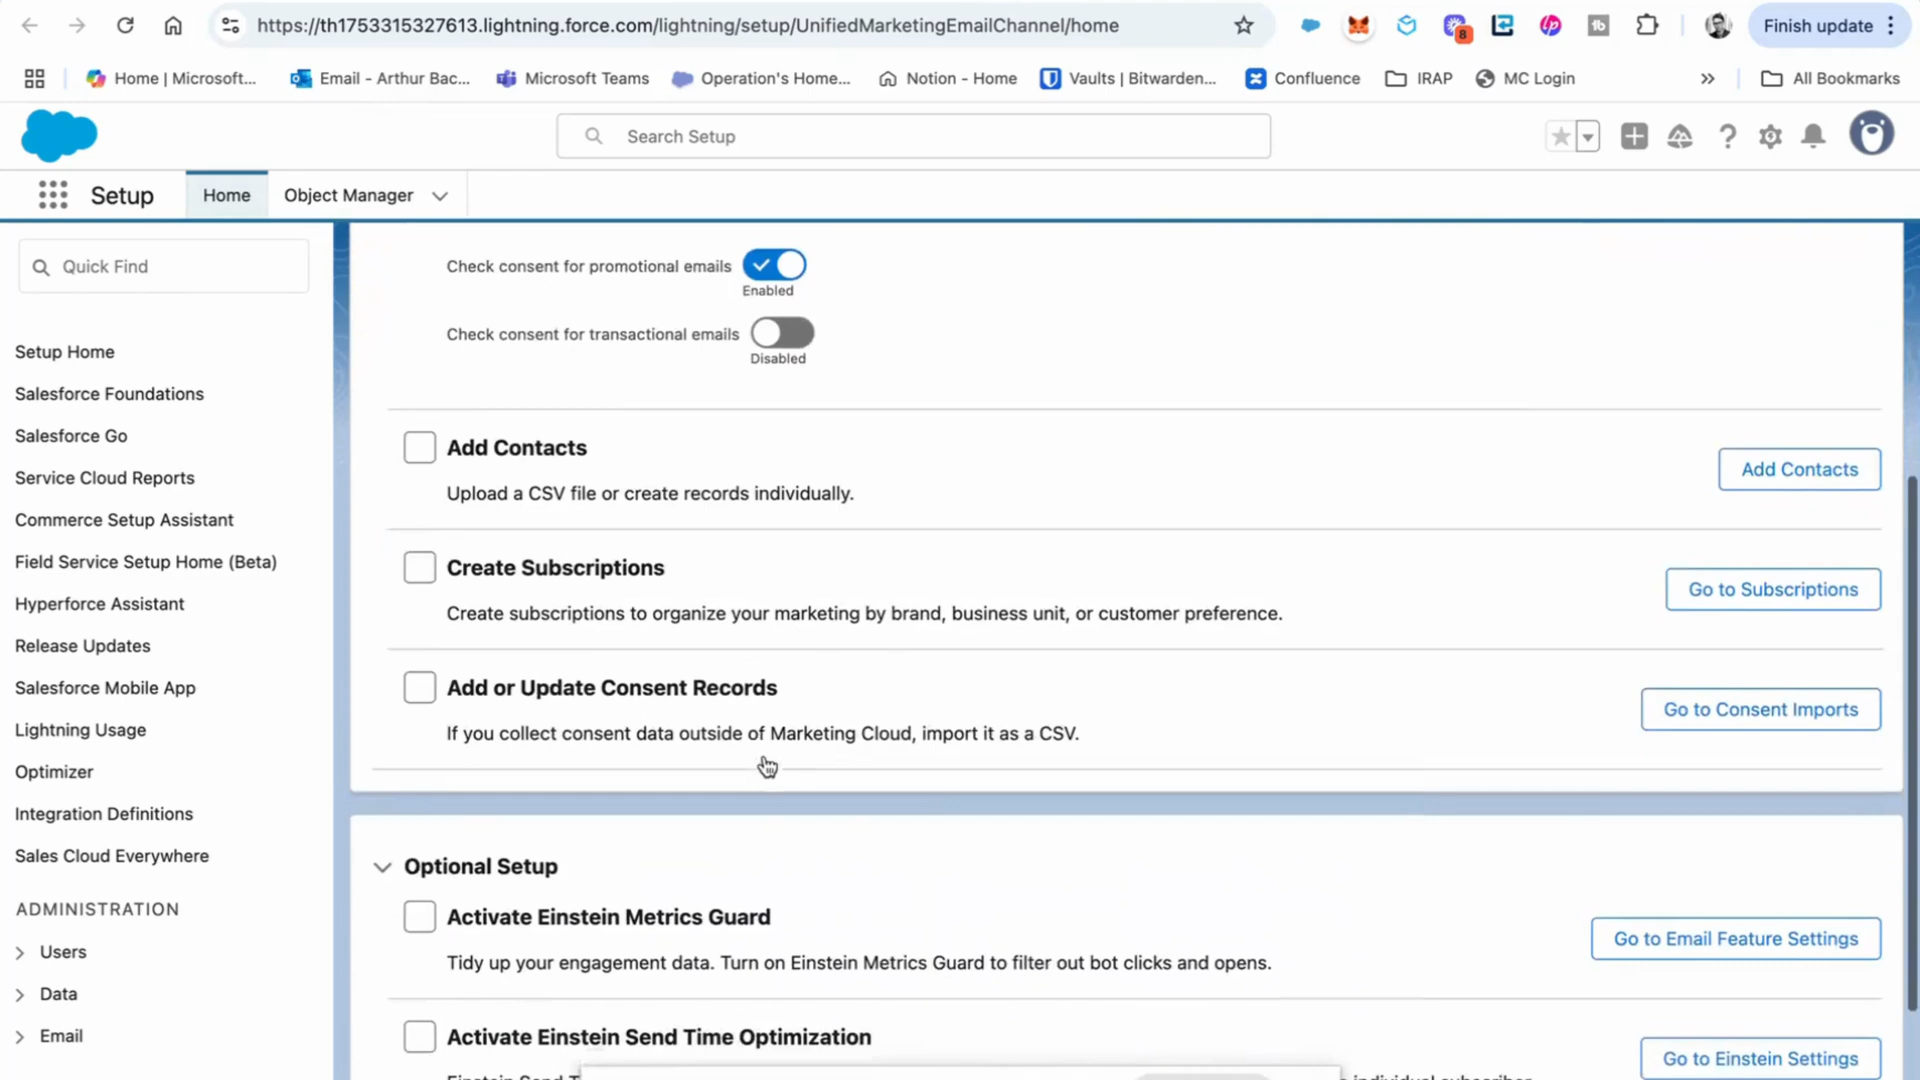 https://th1753315327613.lightning.force.com/lightning/setup/UnifiedMarketingEmailChannel/home
8
Finish update
Home | Microsoft...
Email - Arthur Bac...
Microsoft Teams
Operation's Home...
Notion - Home
Vaults | Bitwarden...
Confluence
IRAP
MC Login
All Bookmarks
Search Setup
Setup
Home
Object Manager
Quick Find
Setup Home
Salesforce Foundations
Salesforce Go
Service Cloud Reports
Commerce Setup Assistant
Field Service Setup Home (Beta)
Hyperforce Assistant
Release Updates
Salesforce Mobile App
Lightning Usage
Optimizer
Integration Definitions
Sales Cloud Everywhere
ADMINISTRATION
Users
Data
Email
Check consent for promotional emails
Enabled
Check consent for transactional emails
Disabled
Add Contacts
Upload a CSV file or create records individually.
Add Contacts
Create Subscriptions
Create subscriptions to organize your marketing by brand, business unit, or customer preference.
Go to Subscriptions
Add or Update Consent Records
If you collect consent data outside of Marketing Cloud, import it as a CSV.
Go to Consent Imports
Optional Setup
Activate Einstein Metrics Guard
Tidy up your engagement data. Turn on Einstein Metrics Guard to filter out bot clicks and opens.
Go to Email Feature Settings
Activate Einstein Send Time Optimization
Go to Einstein Settings